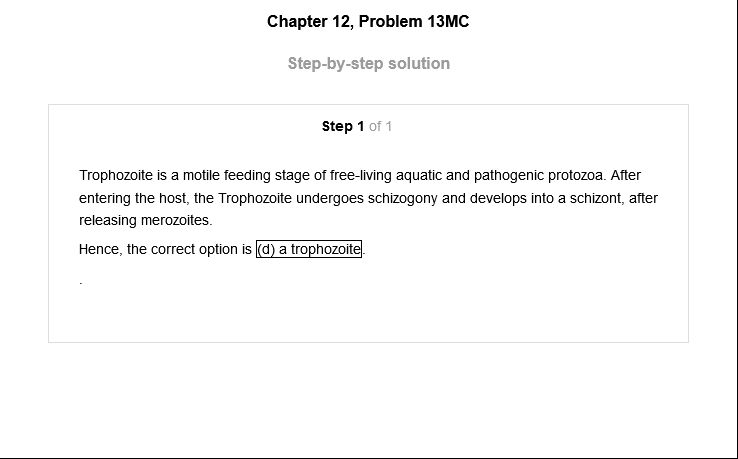 Chapter 12, Problem 13MC
Step-by-step solution
Step 1 of 1
Trophozoite is a motile feeding stage of free-living aquatic and pathogenic protozoa. After
entering the host, the Trophozoite undergoes schizogony and develops into a schizont, after
releasing merozoites.
Hence, the correct option is (d) a trophozoite.
.